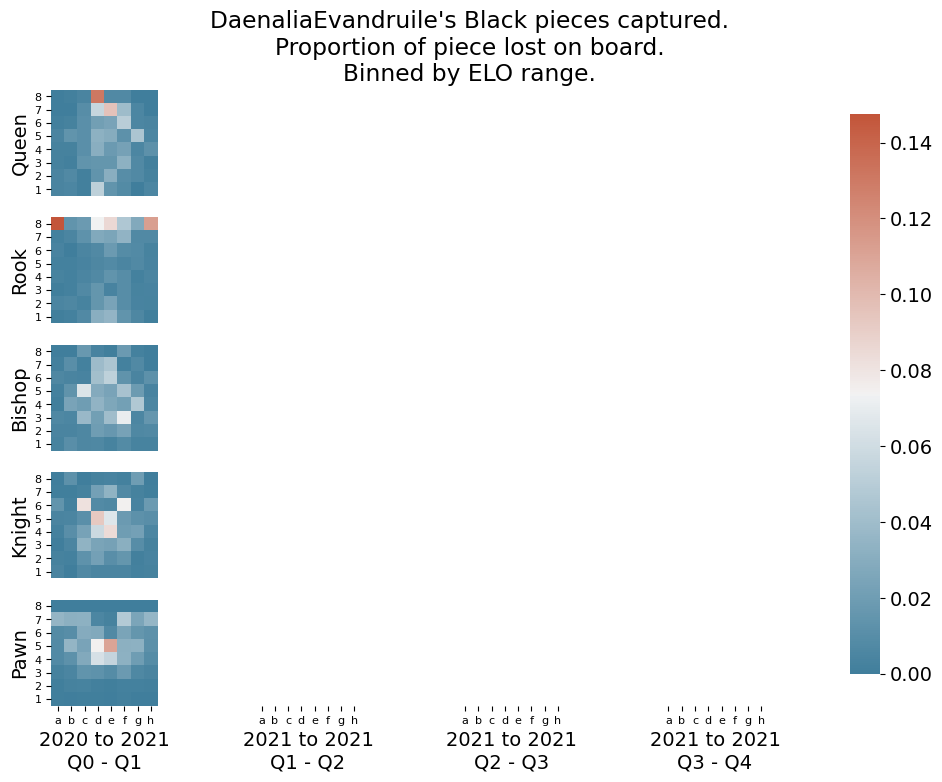 DaenaliaEvandruile's Black pieces captured.
Proportion of piece lost on board.
Binned by ELO range.
Queen
8
7
6
5
4
3
2
1
Rook
8
7
6
5
4
3
2
1
Bishop
8
7
6
5
4
3
2
1
Knight
8
7
6
5
4
3
2
1
Pawn
8
7
6
5
4
3
2
1
a b c d e f g h
2020 to 2021
Q0 - Q1
a b c d e f g h
2021 to 2021
Q1 - Q2
a b c d e f g h
2021 to 2021
Q2 - Q3
a b c d e f g h
2021 to 2021
Q3 - Q4
0.14
0.12
0.10
0.08
0.06
0.04
0.02
0.00